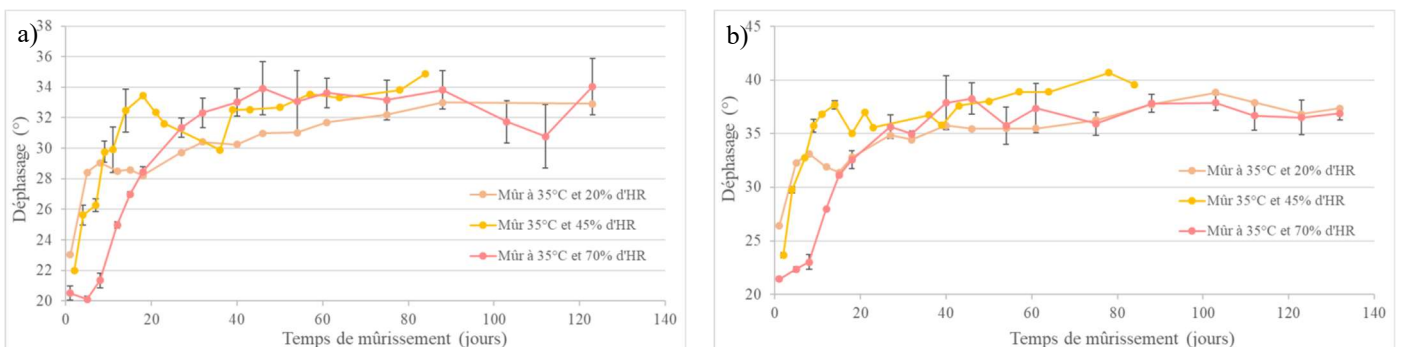 a)
38
36
34
32
30
28
26
24
22
20
Déphasage (°)
0 20 40 60 80 100 120 140
Temps de mûrissement (jours)
Mûr à 35°C et 20% d'HR
Mûr 35°C et 45% d'HR
Mûr à 35°C et 70% d'HR
b)
45
40
35
30
25
20
Déphasage (°)
0 20 40 60 80 100 120 140
Temps de mûrissement (jours)
Mûr à 35°C et 20% d'HR
Mûr 35°C et 45% d'HR
Mûr à 35°C et 70% d'HR